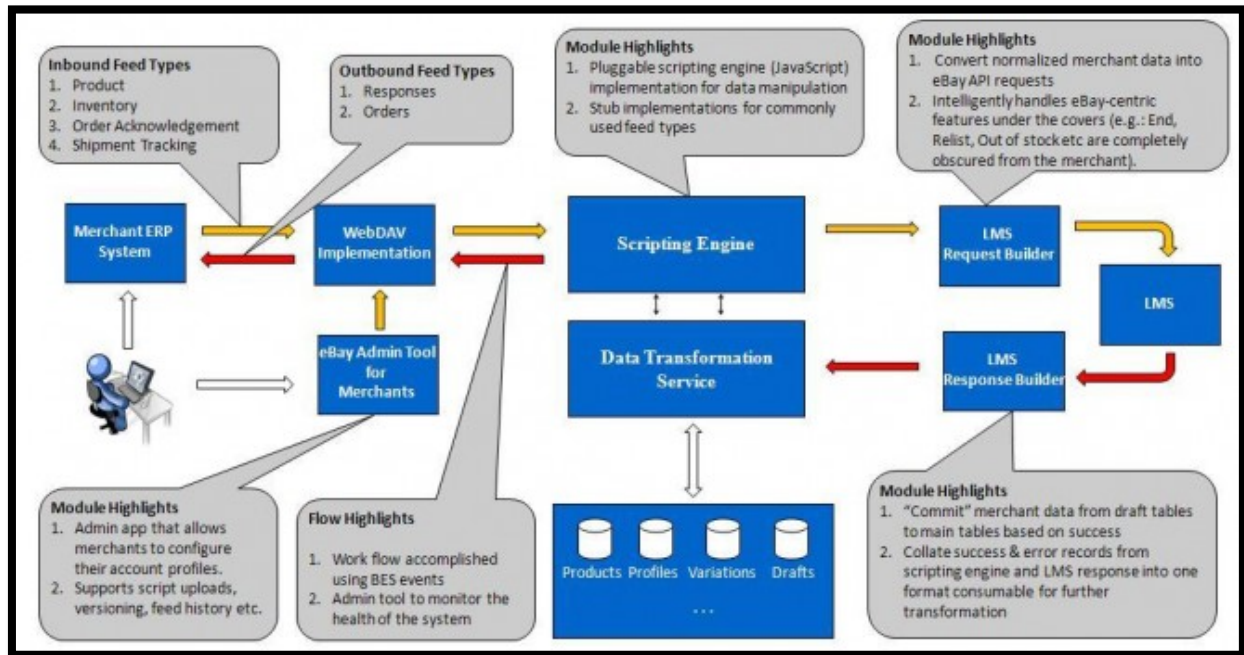 Inbound Feed Types
1. Product
2. Inventory
3. Order Acknowledgement
4. Shipment Tracking
Outbound Feed Types
1. Responses
2. Orders
Module Highlights
1. Pluggable scripting engine (JavaScript)
implementation for data manipulation
2. Stub implementations for commonly
used feed types
Module Highlights
1. Convert normalized merchant data into
eBay API requests
2. Intelligently handles eBay-centric
features under the covers (e.g.: End,
Relist, Out of stock etc are completely
obscured from the merchant).
Merchant ERP
System
WebDAV
Implementation
Scripting Engine
LMS
Request Builder
LMS
eBay Admin Tool
for
Merchants
Data Transformation
Service
LMS
Response Builder
Module Highlights
1. Admin app that allows
merchants to configure
their account profiles.
2. Supports script uploads,
versioning, feed history etc.
Flow Highlights
1. Work flow accomplished
using BES events
2. Admin tool to monitor the
health of the system
Products Profiles Variations Drafts
...
Module Highlights
1. “Commit” merchant data from draft tables
to main tables based on success
2. Collate success & error records from
scripting engine and LMS response into one
format consumable for further
transformation